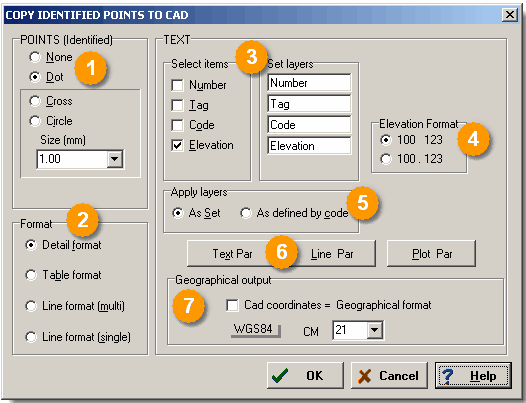 COPY IDENTIFIED POINTS TO CAD
POINTS (Identified)
None
Dot
1
Cross
Circle
Size (mm)
1.00
2
Format
Detail format
Table format
Line format (multi)
Line format (single)
TEXT
3
Select items
Number
Tag
Code
Elevation
Set layers
Number
Tag
Code
Elevation
Elevation Format
100 123
100 . 123
4
Apply layers
As Set
As defined by code
5
Text Par
6
Line Par
Plot Par
Geographical output
7
Cad coordinates = Geographical format
WGS84
CM
21
OK
Cancel
? Help